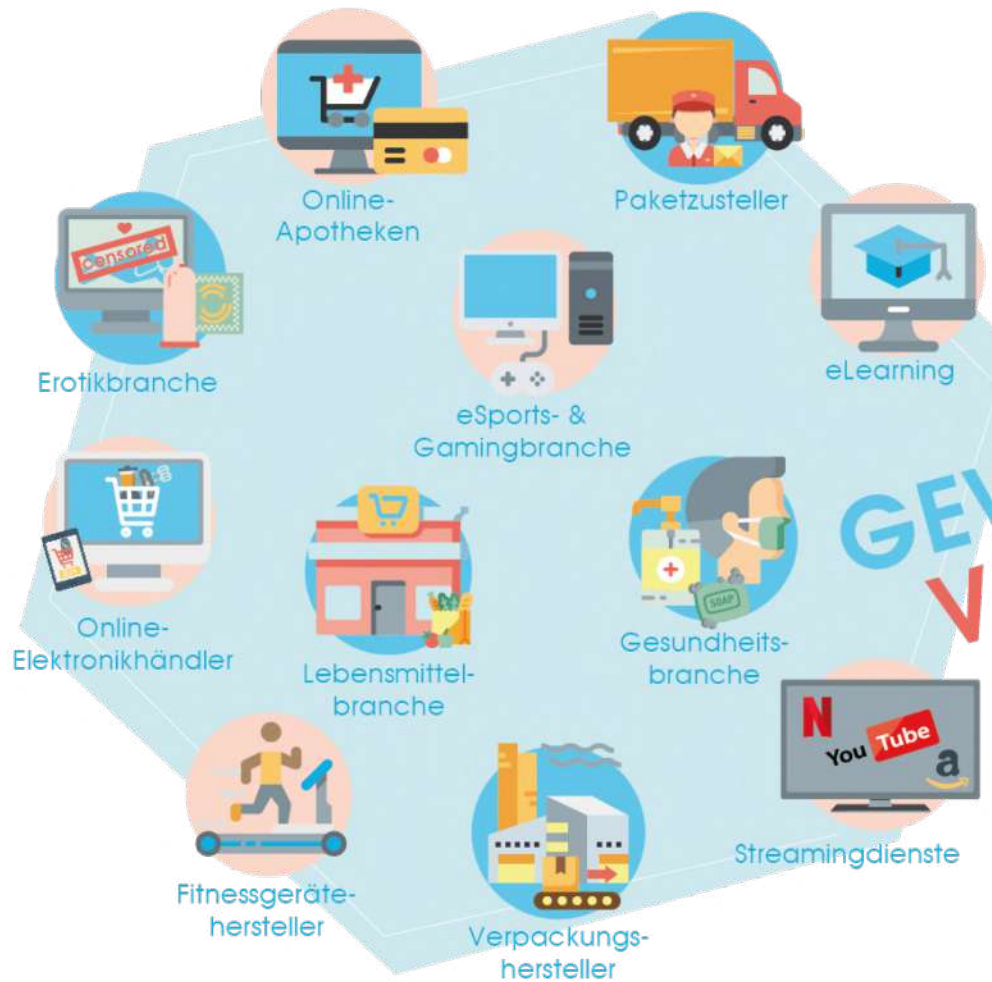 Online-
Apotheken
Paketzusteller
censored
Erotikbranche
eSports- &
Gamingbranche
eLearning
Online-
Elektronikhändler
Lebensmittel-
branche
SOAP
Gesundheits-
branche
N
You Tube
a
Streamingdienste
Fitnessgeräte-
hersteller
Verpackungs-
hersteller